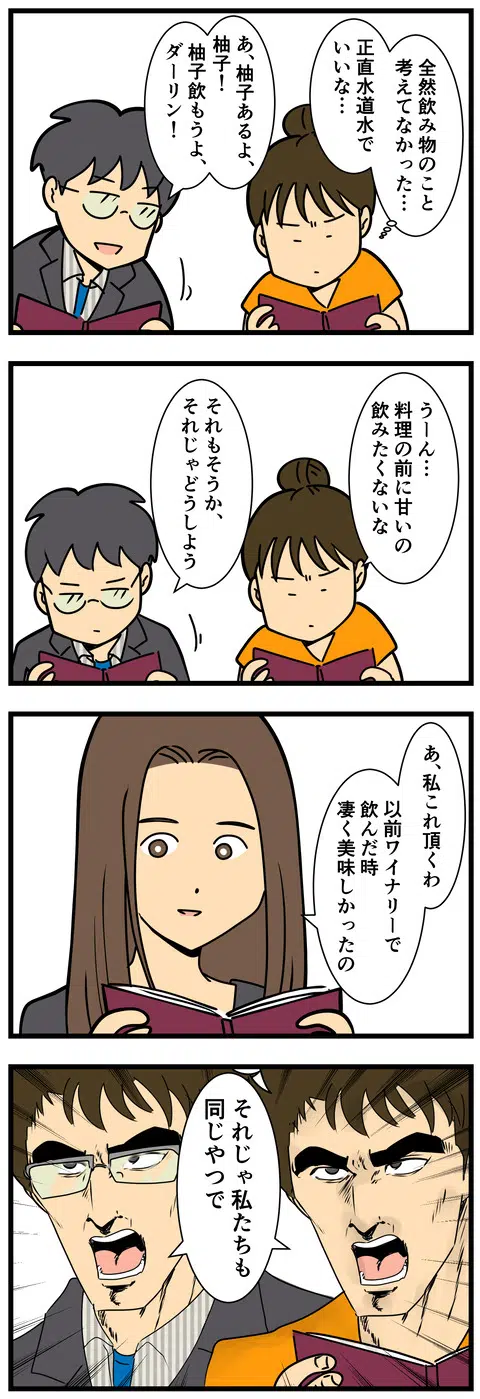 全然飲み物のこと
考えてなかった…
正直水道水で
いいな…
あ、柚子あるよ、
柚子！
柚子飲もうよ、
ダーリン！
うーん…
料理の前に甘いの
飲みたくないな
それもそうか、
それじゃどうしよう
あ、私これ頂くわ
以前ワイナリーで
飲んだ時
凄く美味しかったの
それじゃ私たちも
同じやつで